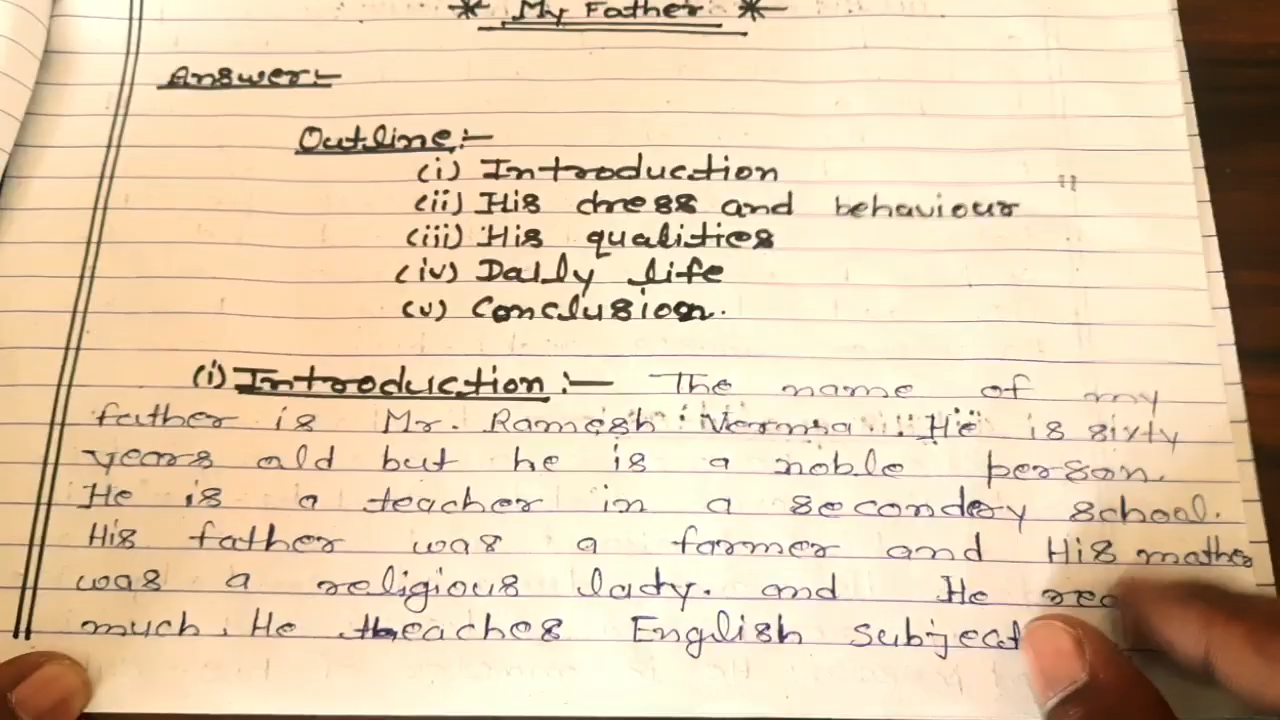 * My Father *
Answer:-
Outline:-
(i) Introduction
(ii) His dress and behaviour
(iii) His qualities
(iv) Daily life
(v) Conclusion.
(i) Introduction:- The name of my
father is Mr. Ramesh Verma. He is sixty
years old but he is a noble person.
He is a teacher in a secondery school.
His father was a farmer and His mother
was a religious lady. and He
much. He teaches English subject